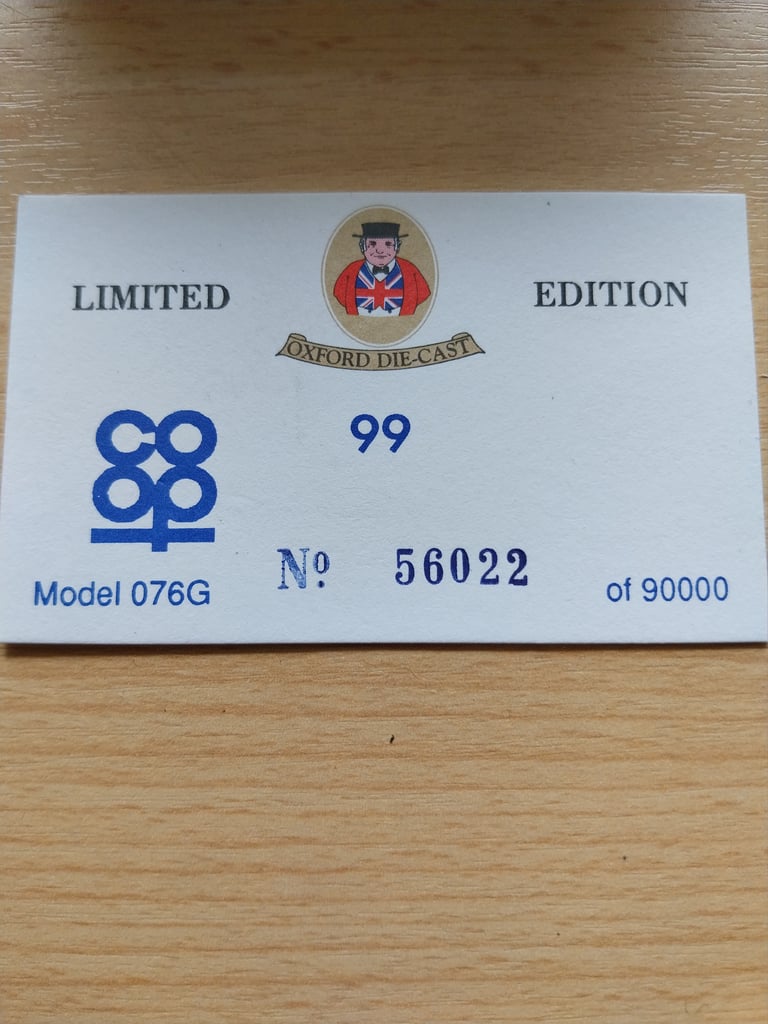 LIMITED EDITION
OXFORD DIE-CAST
99
CO
OP
Model 076G Nº 56022 of 90000